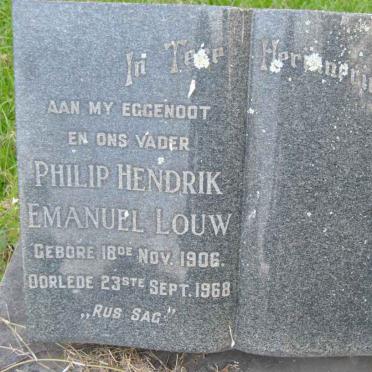 In Tere Herinnering
AAN MY EGGENOOT
EN ONS VADER
PHILIP HENDRIK
EMANUEL LOUW
GEBORE 18DE NOV. 1906.
OORLEDE 23STE SEPT. 1968
„RUS SAG."